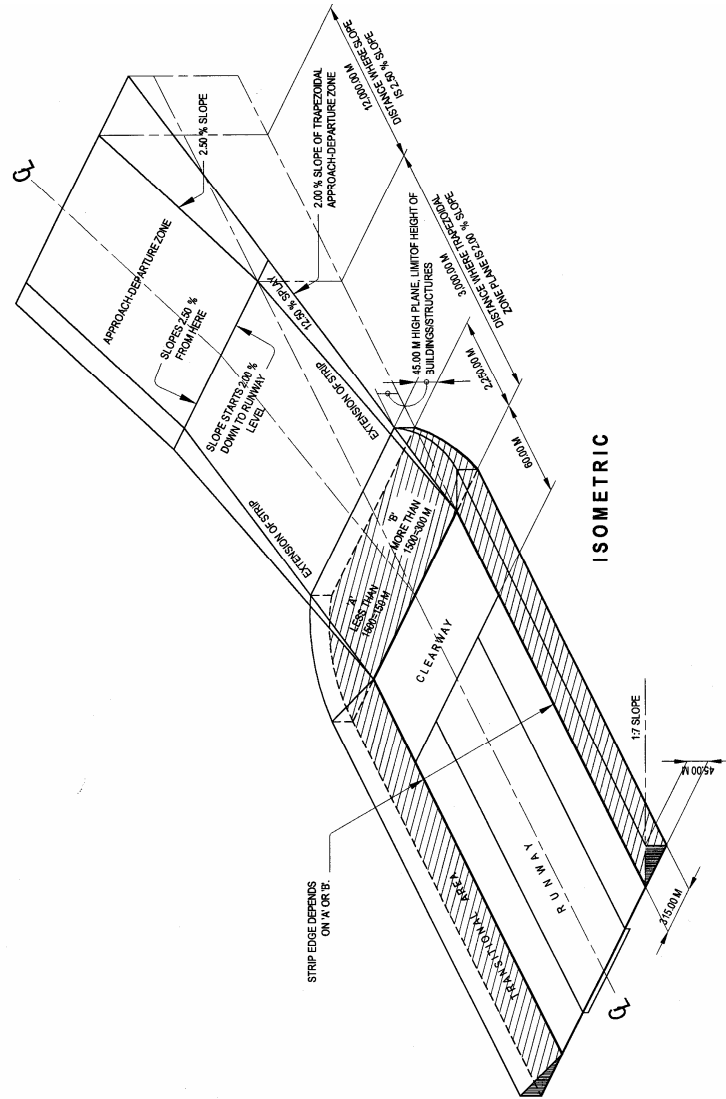 ℄
APPROACH-DEPARTURE ZONE
2.50 % SLOPE
12,000.00 M
DISTANCE WHERE SLOPE
IS 2.50 % SLOPE
SLOPES 2.50 %
FROM HERE
2.00 % SLOPE OF TRAPEZOIDAL
APPROACH-DEPARTURE ZONE
SLOPE STARTS 2.00 %
DOWN TO RUNWAY
LEVEL
12.50 % SPLAY
3,000.00 M
DISTANCE WHERE TRAPEZOIDAL
ZONE PLANE IS 2.00 % SLOPE
EXTENSION OF STRIP
EXTENSION OF STRIP
45.00 M HIGH PLANE, LIMITOF HEIGHT OF
BUILDINGS/STRUCTURES
2,250.00 M
60.00 M
'A'
LESS THAN
1500=150 M
'B'
MORE THAN
1500=300 M
CLEARWAY
ISOMETRIC
STRIP EDGE DEPENDS
ON 'A' OR 'B'.
TRANSITIONAL AREA
RUNWAY
1:7 SLOPE
45.00 M
315.00 M
℄